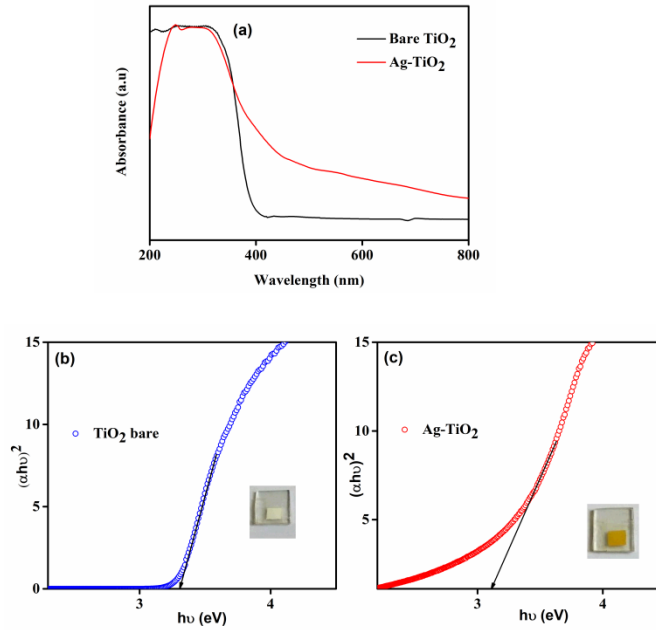 (a)
Bare TiO₂
Ag-TiO₂
Absorbance (a.u)
200
400
600
800
Wavelength (nm)
(b)
15
10
5
0
(αhυ)²
TiO₂ bare
3
4
hυ (eV)
(c)
15
10
5
(αhυ)²
Ag-TiO₂
3
4
hυ (eV)